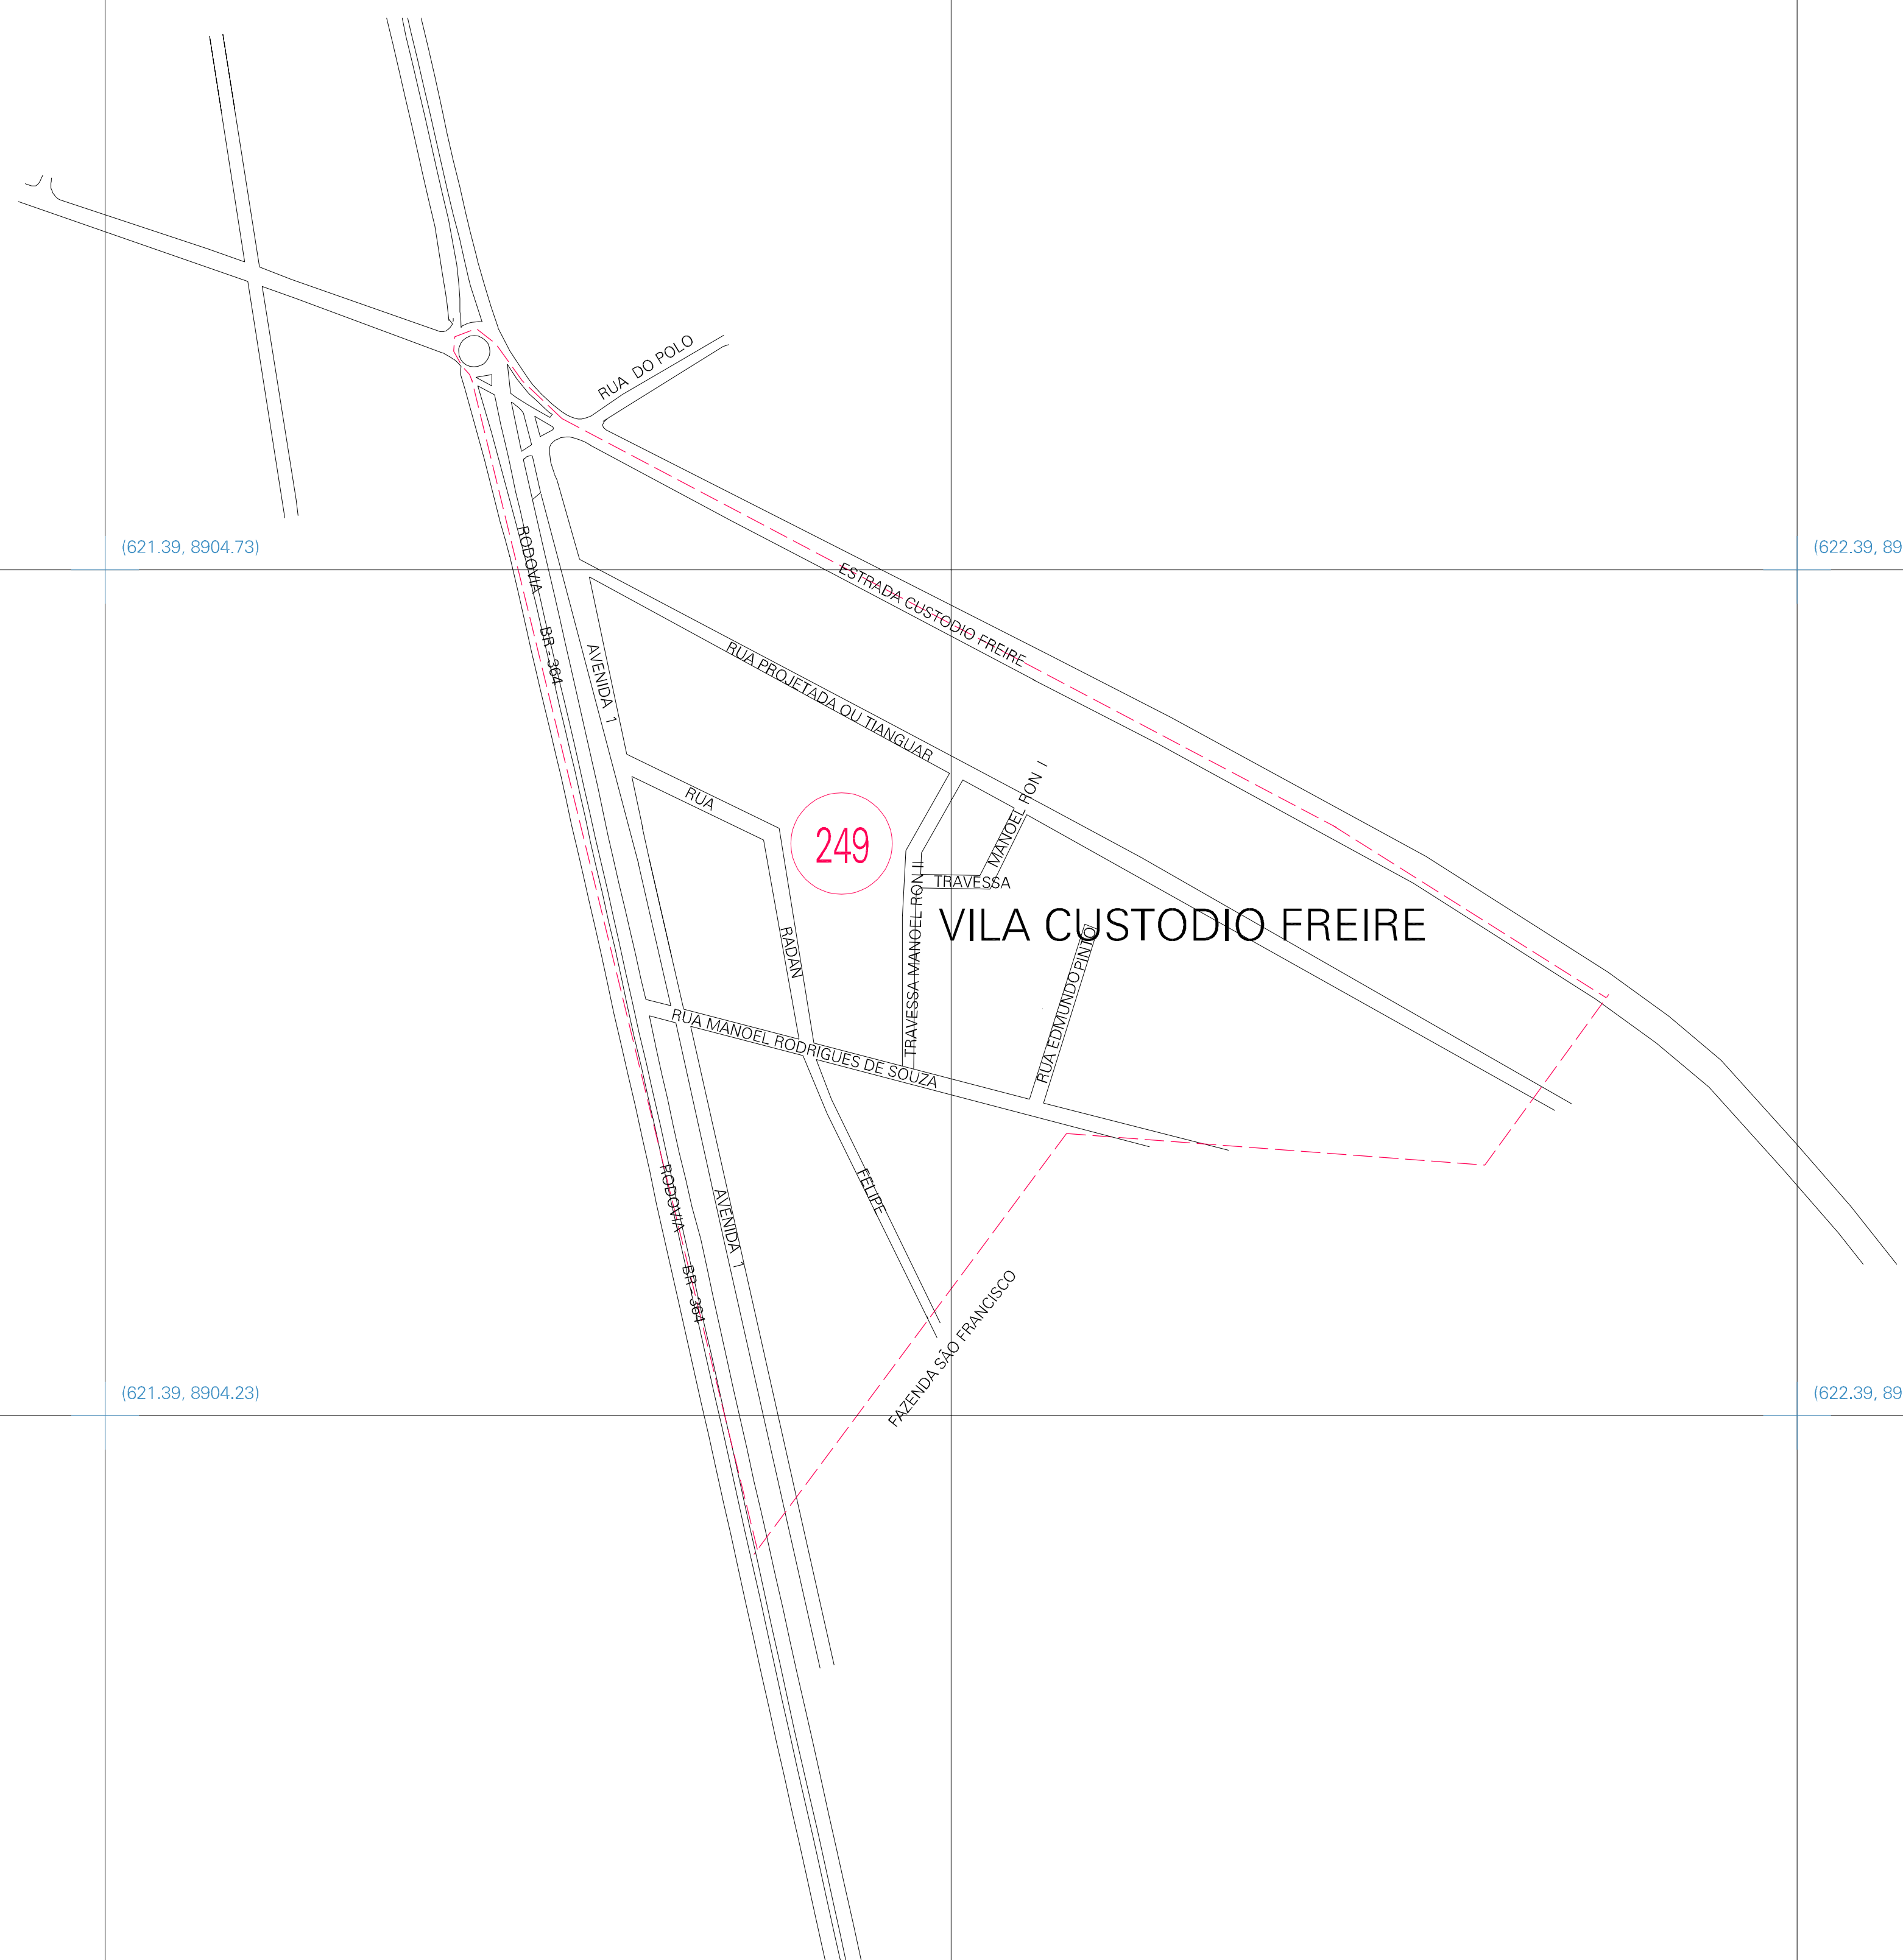 RUA DO POLO
(621.39, 8904.73)
(622.39, 89
RODOVIA BR - 364
ESTRADA CUSTODIO FREIRE
AVENIDA 1
RUA PROJETADA OU TIANGUAR
RUA RADAN FELIPE
249
TRAVESSA MANOEL RON I
TRAVESSA MANOEL RON II
VILA CUSTODIO FREIRE
RUA EDMUNDO PINTO
RUA MANOEL RODRIGUES DE SOUZA
RODOVIA BR - 364
AVENIDA 1
FAZENDA SÃO FRANCISCO
(621.39, 8904.23)
(622.39, 89